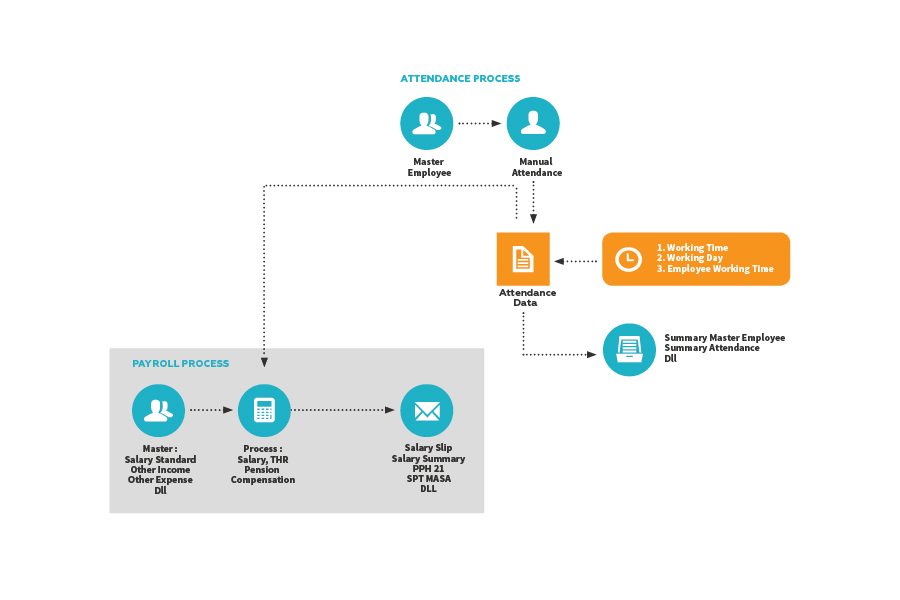 ATTENDANCE PROCESS
Master
Employee
Manual
Attendance
1. Working Time
2. Working Day
3. Employee Working Time
Attendance
Data
Summary Master Employee
Summary Attendance
Dll
PAYROLL PROCESS
Master :
Salary Standard
Other Income
Other Expense
Dll
Process :
Salary, THR
Pension
Compensation
Salary Slip
Salary Summary
PPH 21
SPT MASA
DLL